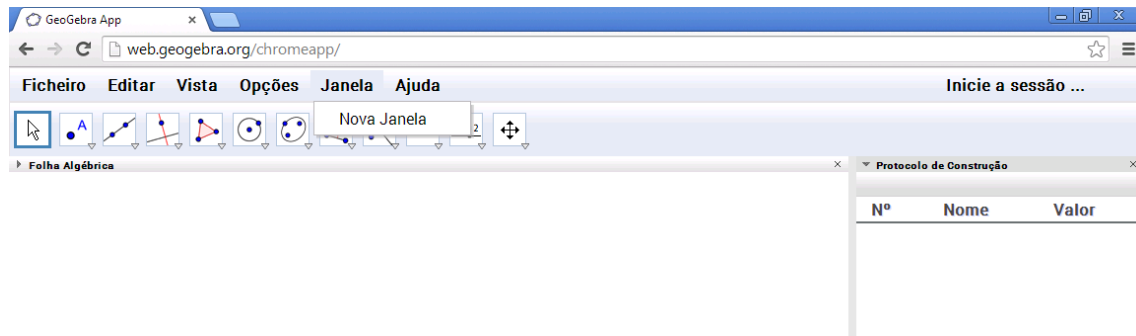 GeoGebra App
web.geogebra.org/chromeapp/
Ficheiro Editar Vista Opções Janela Ajuda Inicie a sessão ...
Nova Janela
A 2
Folha Algébrica
Protocolo de Construção
Nº Nome Valor